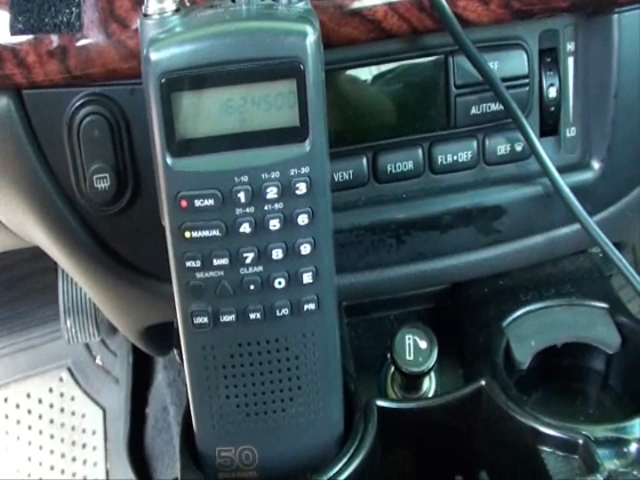 162.4500
1-10 11-20 21-30
SCAN 1 2 3
31-40 41-50
MANUAL 4 5 6
HOLD BAND 7 8 9
SEARCH CLEAR
. 0 E
LOCK LIGHT WX L/O PRI
50
OFF
AUTOMA
HI
LO
VENT FLOOR FLR•DEF DEF